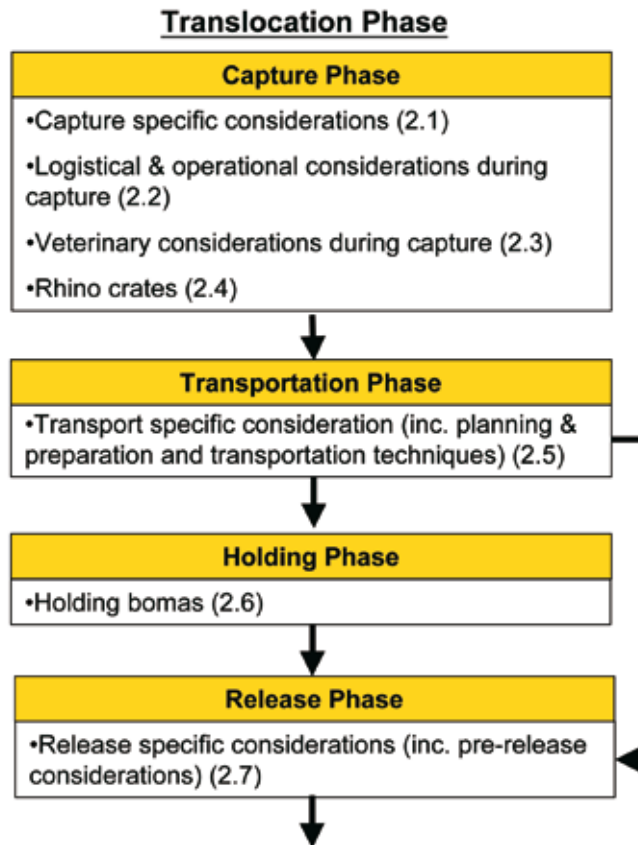 Translocation Phase
Capture Phase
•Capture specific considerations (2.1)
•Logistical & operational considerations during
capture (2.2)
•Veterinary considerations during capture (2.3)
•Rhino crates (2.4)
Transportation Phase
•Transport specific consideration (inc. planning &
preparation and transportation techniques) (2.5)
Holding Phase
•Holding bomas (2.6)
Release Phase
•Release specific considerations (inc. pre-release
considerations) (2.7)